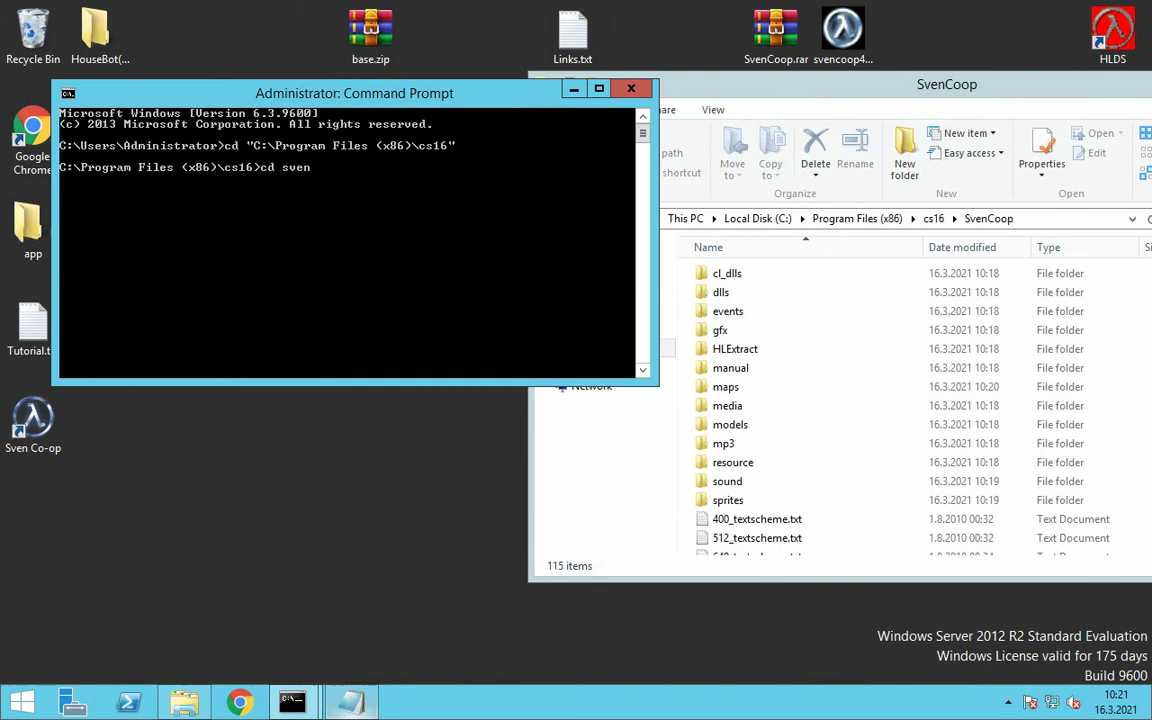 Recycle Bin
HouseBot(...
base.zip
Links.txt
SvenCoop.rar
svencoop4...
HLDS
Google
Chrome
app
Tutorial.t
Sven Co-op
Administrator: Command Prompt
Microsoft Windows [Version 6.3.9600]
(c) 2013 Microsoft Corporation. All rights reserved.
C:\Users\Administrator>cd "C:\Program Files (x86)\cs16"
C:\Program Files (x86)\cs16>cd sven
SvenCoop
are
View
path
shortcut
Move
to
Copy
to
Delete
Rename
Organize
New
folder
New item
Easy access
New
Properties
Open
Edit
Open
This PC
Local Disk (C:)
Program Files (x86)
cs16
SvenCoop
Name
Date modified
Type
cl_dlls 16.3.2021 10:18 File folder
dlls 16.3.2021 10:18 File folder
events 16.3.2021 10:18 File folder
gfx 16.3.2021 10:18 File folder
HLExtract 16.3.2021 10:18 File folder
manual 16.3.2021 10:18 File folder
maps 16.3.2021 10:20 File folder
media 16.3.2021 10:18 File folder
models 16.3.2021 10:18 File folder
mp3 16.3.2021 10:18 File folder
resource 16.3.2021 10:18 File folder
sound 16.3.2021 10:19 File folder
sprites 16.3.2021 10:19 File folder
400_textscheme.txt 1.8.2010 00:32 Text Document
512_textscheme.txt 1.8.2010 00:32 Text Document
115 items
Windows Server 2012 R2 Standard Evaluation
Windows License valid for 175 days
Build 9600
10:21
16.3.2021